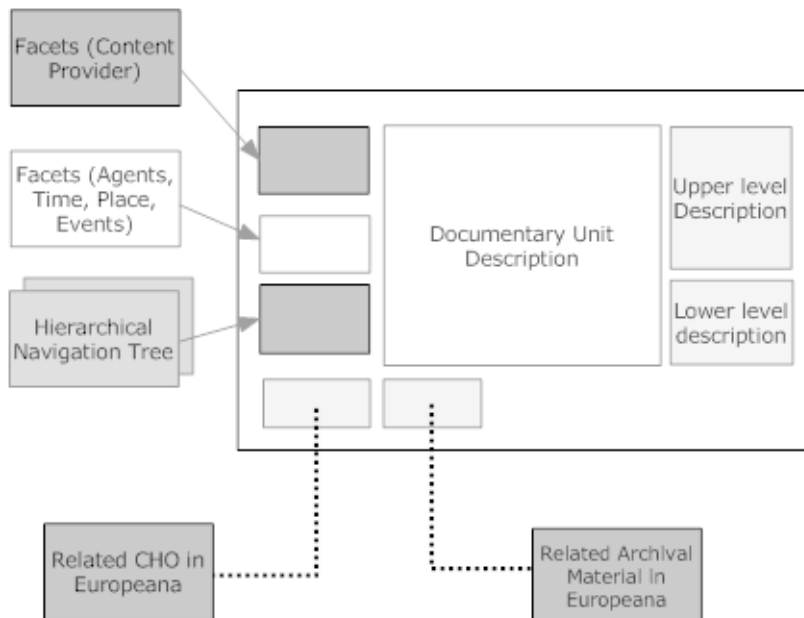 Facets (Content
Provider)
Facets (Agents,
Time, Place,
Events)
Hierarchical
Navigation Tree
Documentary Unit
Description
Upper level
Description
Lower level
description
Related CHO in
Europeana
Related Archival
Material in
Europeana